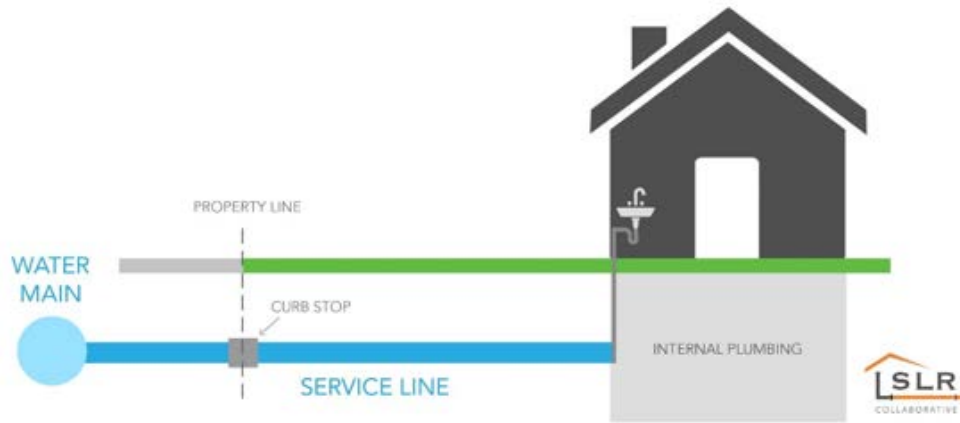 PROPERTY LINE
WATER
MAIN
CURB STOP
SERVICE LINE
INTERNAL PLUMBING
LSLR
COLLABORATIVE